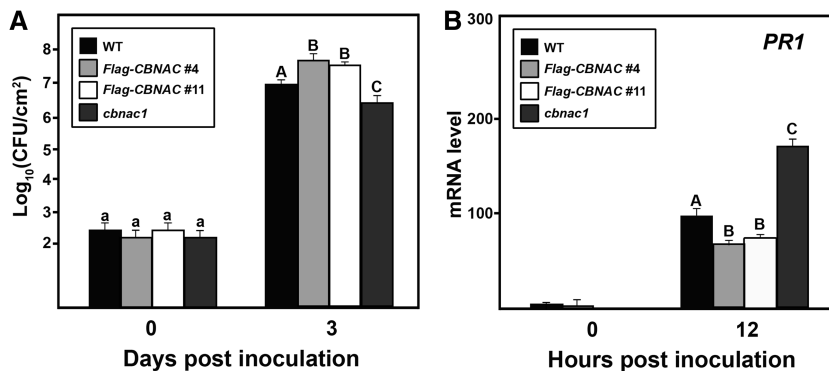 A
Log₁₀(CFU/cm²)
8
7
6
3
2
WT
Flag-CBNAC #4
Flag-CBNAC #11
cbnac1
a a a a
A B B C
0 3
Days post inoculation
B
mRNA level
300
200
100
WT
Flag-CBNAC #4
Flag-CBNAC #11
cbnac1
PR1
A B B C
0 12
Hours post inoculation